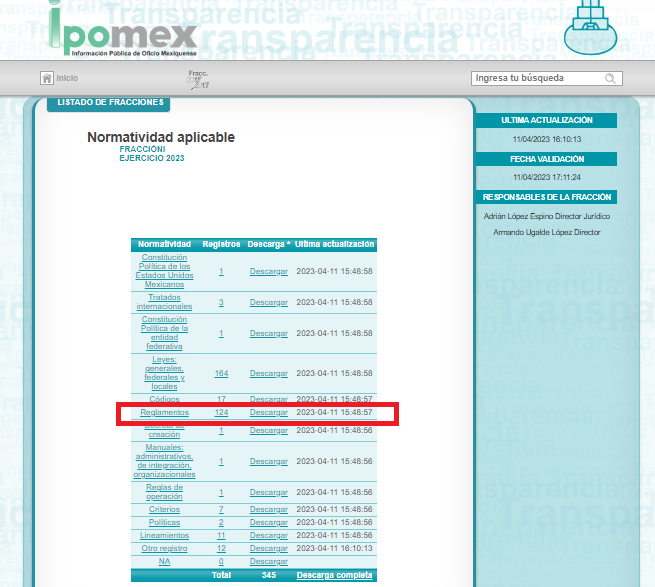 ipomex
Información Pública de Oficio Mexiquense
Inicio
Fracc.
Ingresa tu búsqueda
LISTADO DE FRACCIONES
Normatividad aplicable
FRACCIÓNI
EJERCICIO 2023
ULTIMA ACTUALIZACIÓN
11/04/2023 16:10:13
FECHA VALIDACIÓN
11/04/2023 17:11:24
RESPONSABLES DE LA FRACCIÓN
Adrián López Espino Director Jurídico
Armando Ugalde López Director
Normatividad Registros Descarga * Ultima actualización
Constitución
Política de los
Estados Unidos
Mexicanos
1 Descargar 2023-04-11 15:48:58
Tratados
internacionales
3 Descargar 2023-04-11 15:48:58
Constitución
Política de la
entidad
federativa
1 Descargar 2023-04-11 15:48:58
Leyes:
generales,
federales y
locales
164 Descargar 2023-04-11 15:48:58
Códigos 17 Descargar 2023-04-11 15:48:57
Reglamentos 124 Descargar 2023-04-11 15:48:57
Decreto de
creación
1 Descargar 2023-04-11 15:48:56
Manuales:
administrativos,
de integración,
organizacionales
1 Descargar 2023-04-11 15:48:56
Reglas de
operación
1 Descargar 2023-04-11 15:48:56
Criterios 7 Descargar 2023-04-11 15:48:56
Políticas 2 Descargar 2023-04-11 15:48:56
Lineamientos 11 Descargar 2023-04-11 15:48:56
Otro registro 12 Descargar 2023-04-11 16:10:13
NA 0 Descargar
Total 345 Descarga completa